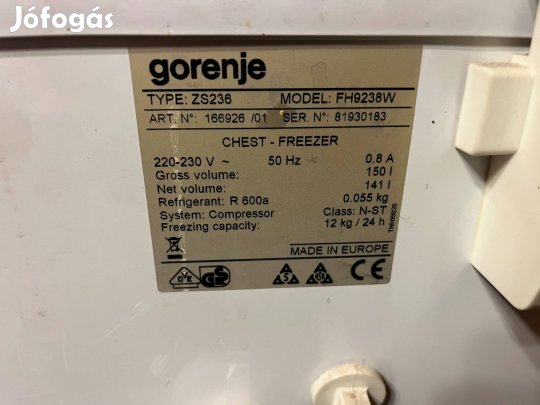 Jófogás
gorenje
TYPE: ZS236 MODEL: FH9238W
ART. N°: 166926 /01 SER. N°: 81930183
CHEST - FREEZER
220-230 V ~ 50 Hz 0.8 A
Gross volume: 150 l
Net volume: 141 l
Refrigerant: R 600a 0.055 kg
System: Compressor Class: N-ST
Freezing capacity: 12 kg / 24 h
MADE IN EUROPE
DVE GS S CE